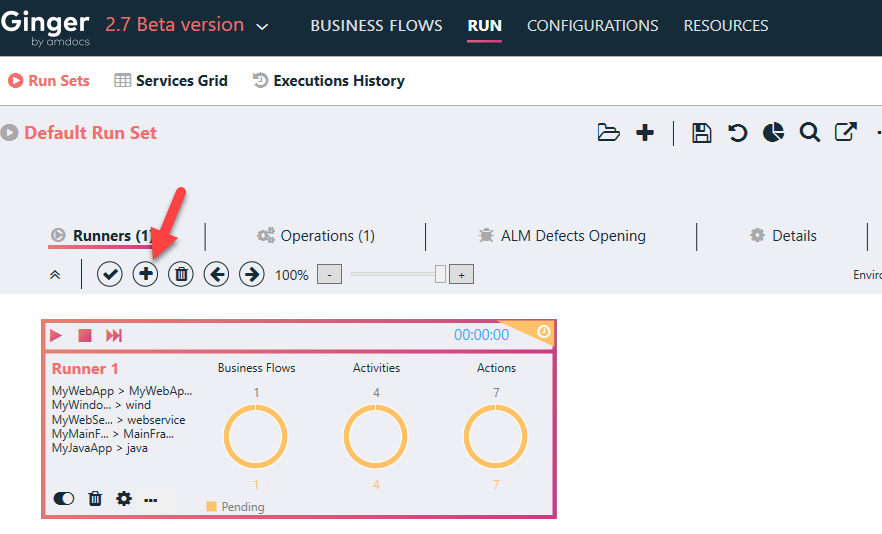 Ginger 2.7 Beta version BUSINESS FLOWS RUN CONFIGURATIONS RESOURCES
by amdocs
Run Sets Services Grid Executions History
Default Run Set
Runners (1) Operations (1) ALM Defects Opening Details
100% - + Enviro
00:00:00
Runner 1 Business Flows Activities Actions
MyWebApp > MyWebAp... 1 4 7
MyWindo... > wind
MyWebSe... > webservice
MyMainF... > MainFra...
MyJavaApp > java
1 4 7
Pending